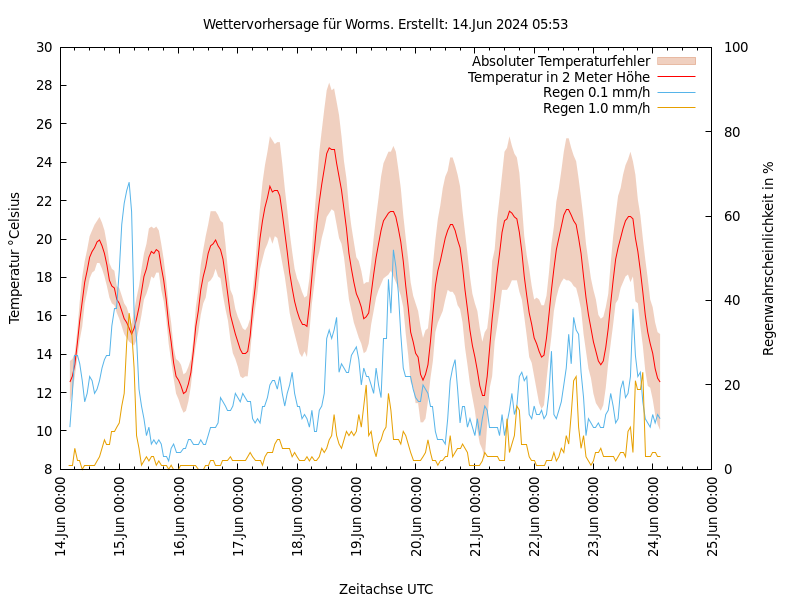 Wettervorhersage für Worms. Erstellt: 14.Jun 2024 05:53
Absoluter Temperaturfehler
Temperatur in 2 Meter Höhe
Regen 0.1 mm/h
Regen 1.0 mm/h
Temperatur °Celsius
30
28
26
24
22
20
18
16
14
12
10
8
100
80
60
40
20
0
Regenwahrscheinlichkeit in %
14.Jun 00:00
15.Jun 00:00
16.Jun 00:00
17.Jun 00:00
18.Jun 00:00
19.Jun 00:00
20.Jun 00:00
21.Jun 00:00
22.Jun 00:00
23.Jun 00:00
24.Jun 00:00
25.Jun 00:00
Zeitachse UTC